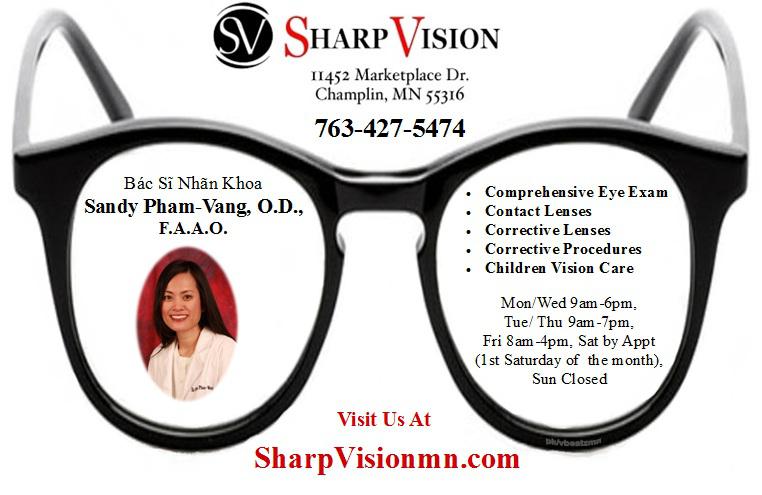 SV SHARP VISION
11452 Marketplace Dr.
Champlin, MN 55316
763-427-5474
Bác Sĩ Nhãn Khoa
Sandy Pham-Vang, O.D.,
F.A.A.O.
• Comprehensive Eye Exam
• Contact Lenses
• Corrective Lenses
• Corrective Procedures
• Children Vision Care
Mon/Wed 9am-6pm,
Tue/ Thu 9am-7pm,
Fri 8am-4pm, Sat by Appt
(1st Saturday of the month),
Sun Closed
Visit Us At
SharpVisionmn.com